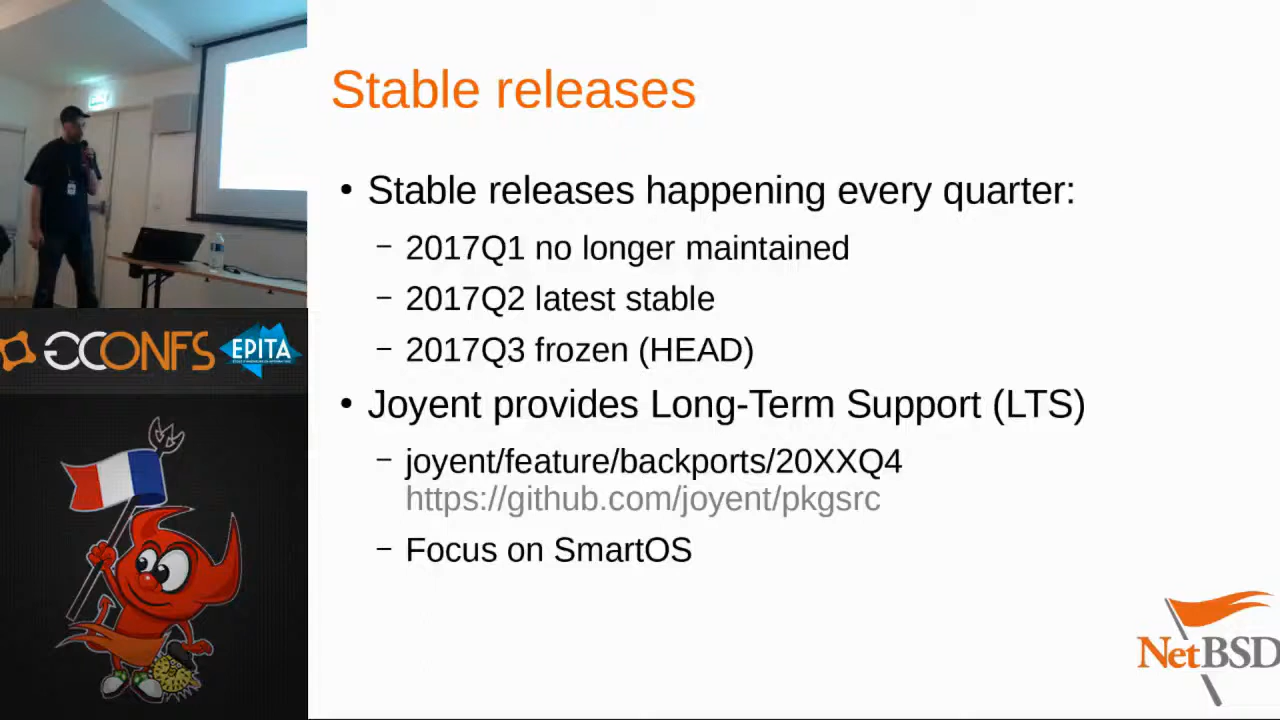 Stable releases
• Stable releases happening every quarter:
– 2017Q1 no longer maintained
– 2017Q2 latest stable
– 2017Q3 frozen (HEAD)
• Joyent provides Long-Term Support (LTS)
– joyent/feature/backports/20XXQ4
https://github.com/joyent/pkgsrc
– Focus on SmartOS
GCONFS
EPITA
NetBSD